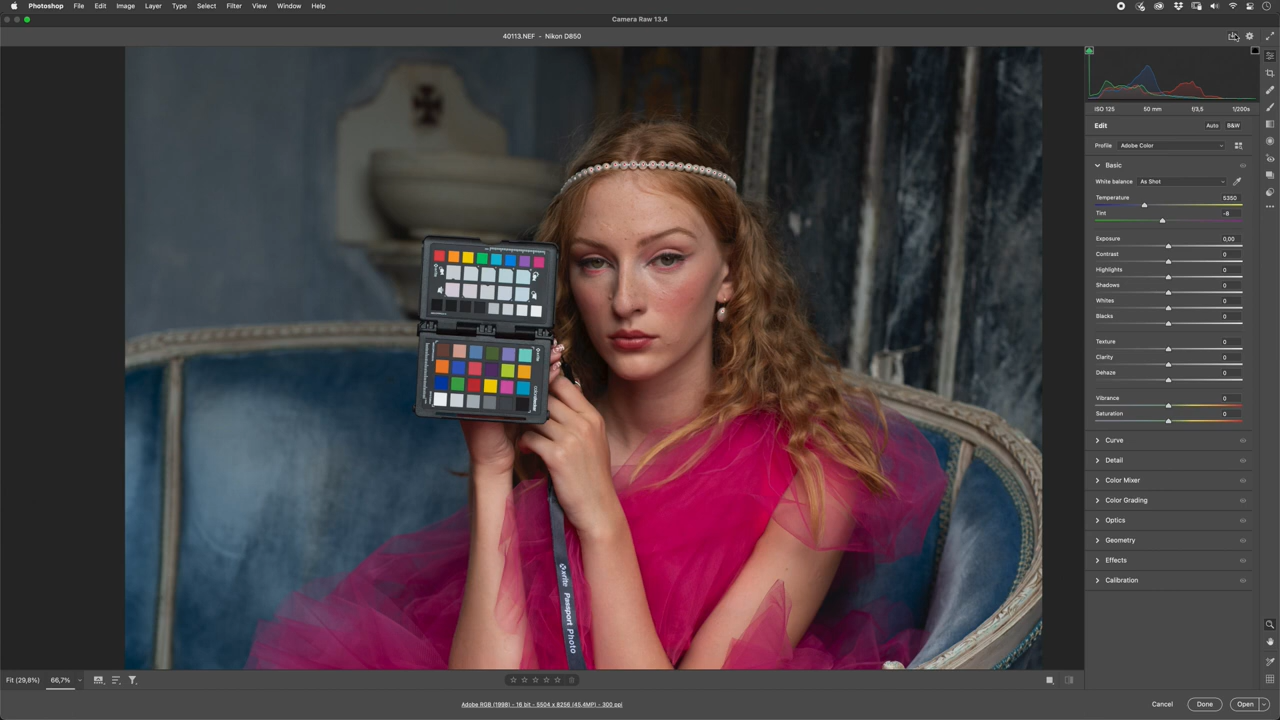 Photoshop File Edit Image Layer Type Select Filter View Window Help
Camera Raw 13.4
40113.NEF - Nikon D850
ISO 125 50 mm f/3,5 1/200s
Edit Auto B&W
Profile Adobe Color
Basic
White balance As Shot
Temperature 5350
Tint -8
Exposure 0,00
Contrast 0
Highlights 0
Shadows 0
Whites 0
Blacks 0
Texture 0
Clarity 0
Dehaze 0
Vibrance 0
Saturation 0
Curve
Detail
Color Mixer
Color Grading
Optics
Geometry
Effects
Calibration
x-rite
colorchecker
x-rite Passport Photo
Fit (29,8%) 66,7%
Adobe RGB (1998) - 16 bit - 5504 x 8256 (45,4MP) - 300 ppi
Cancel Done Open